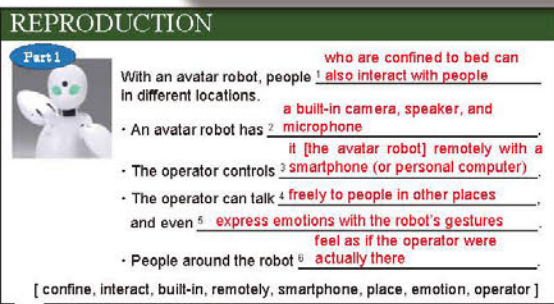 REPRODUCTION
Part 1
who are confined to bed can
With an avatar robot, people 1 also interact with people
in different locations.
a built-in camera, speaker, and
・An avatar robot has 2 microphone.
it [the avatar robot] remotely with a
・The operator controls 3 smartphone (or personal computer).
・The operator can talk 4 freely to people in other places,
and even 5 express emotions with the robot's gestures.
feel as if the operator were
・People around the robot 6 actually there.
[ confine, interact, built-in, remotely, smartphone, place, emotion, operator ]